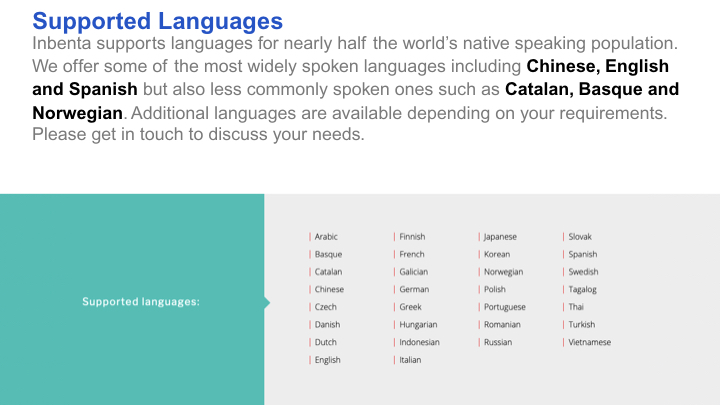 Supported Languages
Inbenta supports languages for nearly half the world's native speaking population.
We offer some of the most widely spoken languages including Chinese, English
and Spanish but also less commonly spoken ones such as Catalan, Basque and
Norwegian. Additional languages are available depending on your requirements.
Please get in touch to discuss your needs.
Supported languages:
Arabic
Basque
Catalan
Chinese
Czech
Danish
Dutch
English
Finnish
French
Galician
German
Greek
Hungarian
Indonesian
Italian
Japanese
Korean
Norwegian
Polish
Portuguese
Romanian
Russian
Slovak
Spanish
Swedish
Tagalog
Thai
Turkish
Vietnamese